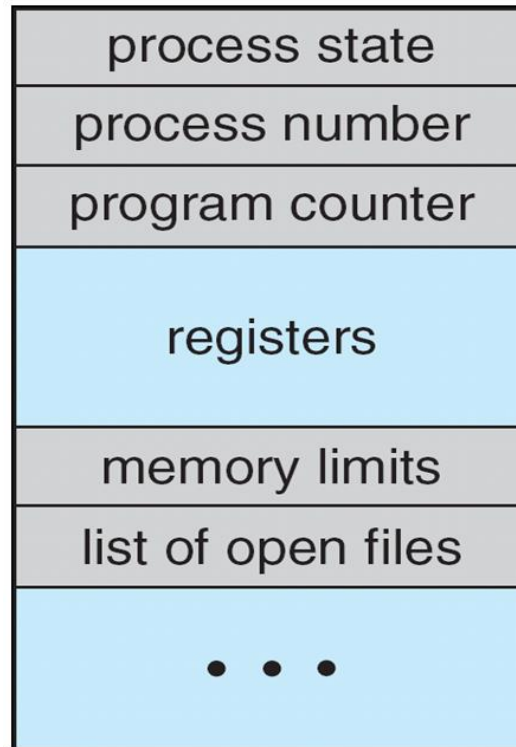 process state
process number
program counter
registers
memory limits
list of open files
• • •